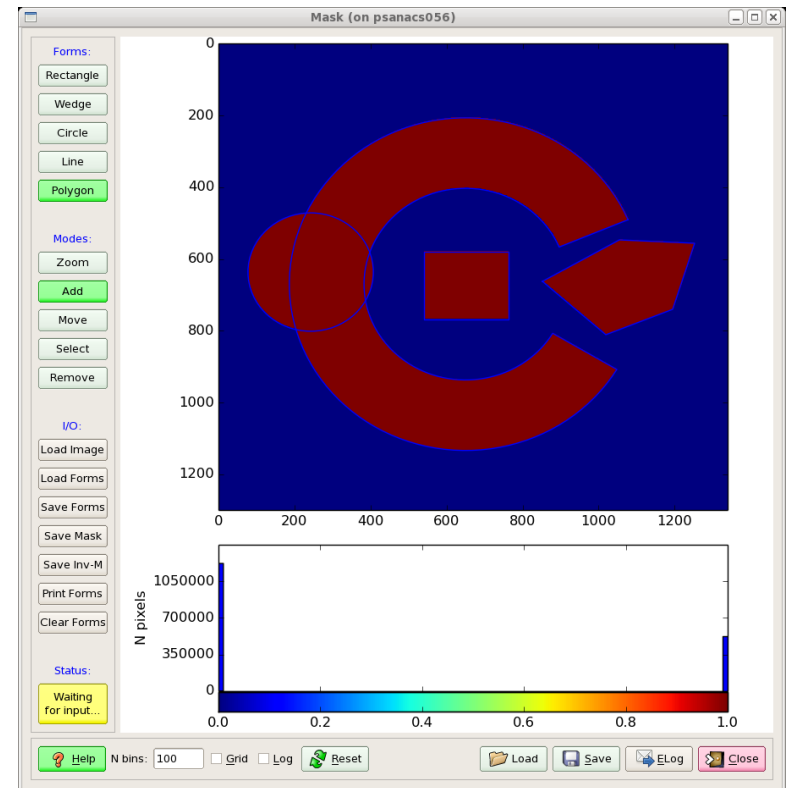 Mask (on psanacs056)
Forms:
Rectangle
Wedge
Circle
Line
Polygon
Modes:
Zoom
Add
Move
Select
Remove
I/O:
Load Image
Load Forms
Save Forms
Save Mask
Save Inv-M
Print Forms
Clear Forms
Status:
Waiting
for input...
0
200
400
600
800
1000
1200
0 200 400 600 800 1000 1200
N pixels
1050000
700000
350000
0
0.0 0.2 0.4 0.6 0.8 1.0
Help N bins: 100 Grid Log Reset Load Save ELog Close